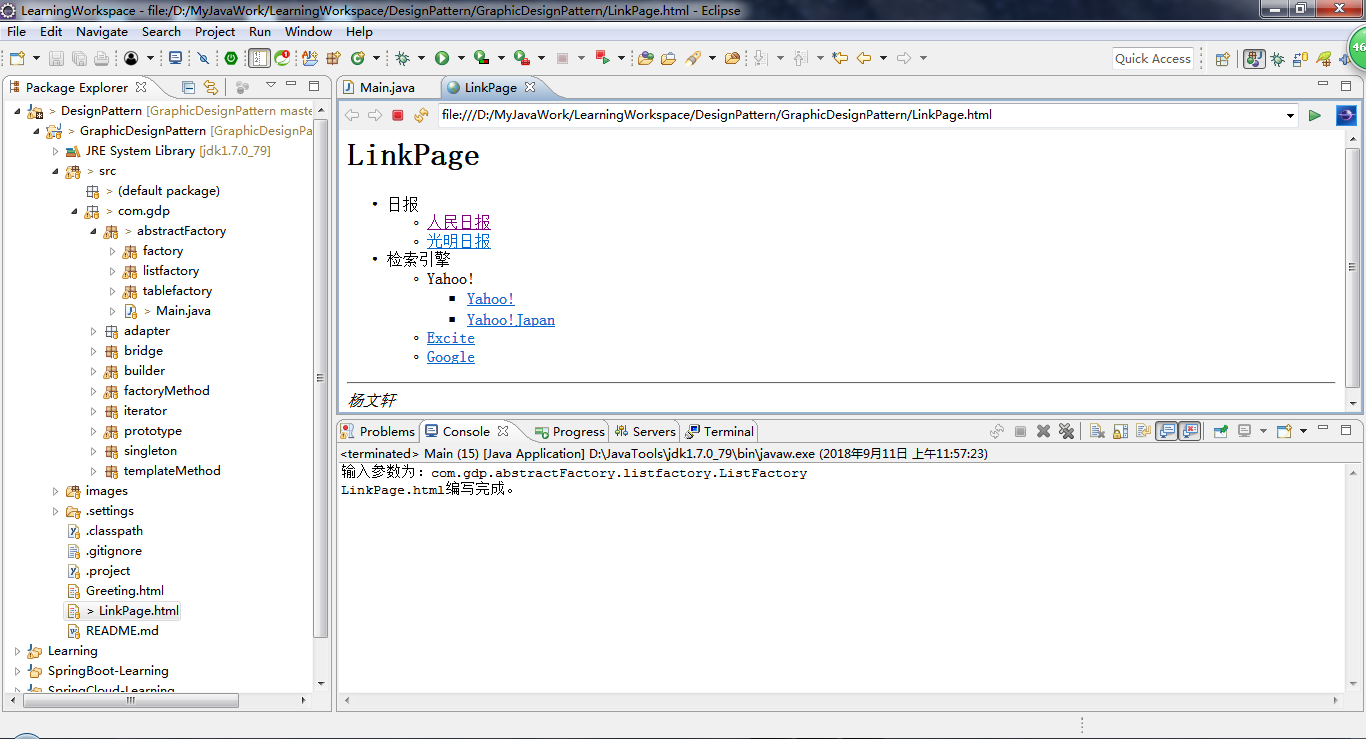 LearningWorkspace - file:/D:/MyJavaWork/LearningWorkspace/DesignPattern/GraphicDesignPattern/LinkPage.html - Eclipse
File Edit Navigate Search Project Run Window Help
Quick Access
46
Package Explorer
DesignPattern [GraphicDesignPattern maste
> GraphicDesignPattern [GraphicDesignPa
JRE System Library [jdk1.7.0_79]
> src
> (default package)
> com.gdp
> abstractFactory
factory
listfactory
tablefactory
> Main.java
adapter
bridge
builder
factoryMethod
iterator
prototype
singleton
templateMethod
images
.settings
.classpath
.gitignore
.project
Greeting.html
> LinkPage.html
README.md
Learning
SpringBoot-Learning
SpringCloud-Learning
Main.java LinkPage
file:///D:/MyJavaWork/LearningWorkspace/DesignPattern/GraphicDesignPattern/LinkPage.html
LinkPage
• 日报
人民日报
光明日报
• 检索引擎
Yahoo!
Yahoo!
Yahoo!Japan
Excite
Google
杨文轩
Problems Console Progress Servers Terminal
<terminated> Main (15) [Java Application] D:\JavaTools\jdk1.7.0_79\bin\javaw.exe (2018年9月11日 上午11:57:23)
输入参数为：com.gdp.abstractFactory.listfactory.ListFactory
LinkPage.html编写完成。